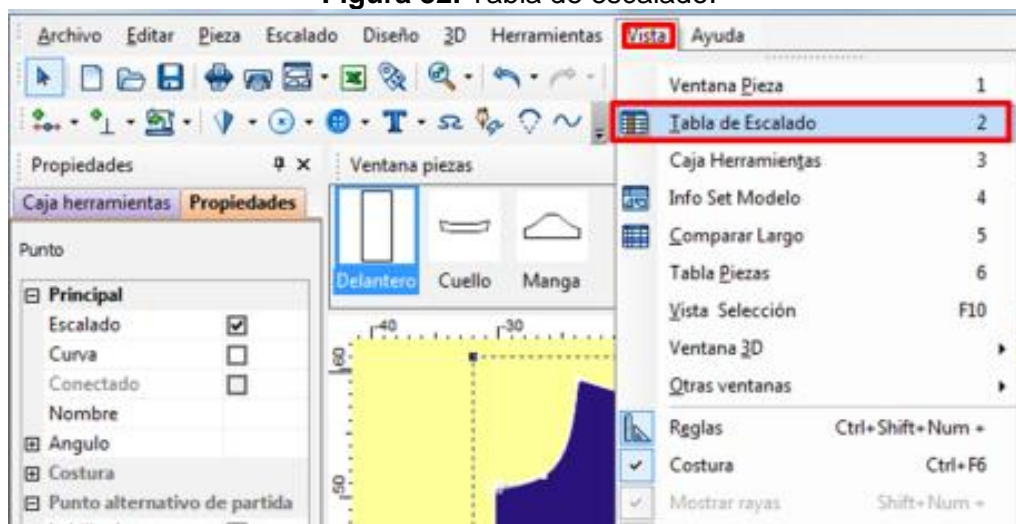 Figura 52. Tabla de escalado.
Archivo Editar Pieza Escalado Diseño 3D Herramientas Vista Ayuda
Ventana Pieza 1
Tabla de Escalado 2
Propiedades
Ventana piezas
Caja Herramientas 3
Caja herramientas Propiedades
Info Set Modelo 4
Punto
Comparar Largo 5
Delantero Cuello Manga
Tabla Piezas 6
Principal
Vista Selección F10
Escalado
-40 -30
Curva
60
Ventana 3D
Conectado
Otras ventanas
Nombre
Angulo
Reglas Ctrl+Shift+Num +
Costura
50
Costura Ctrl+F6
Punto alternativo de partida
Mostrar rayas Shift+Num +